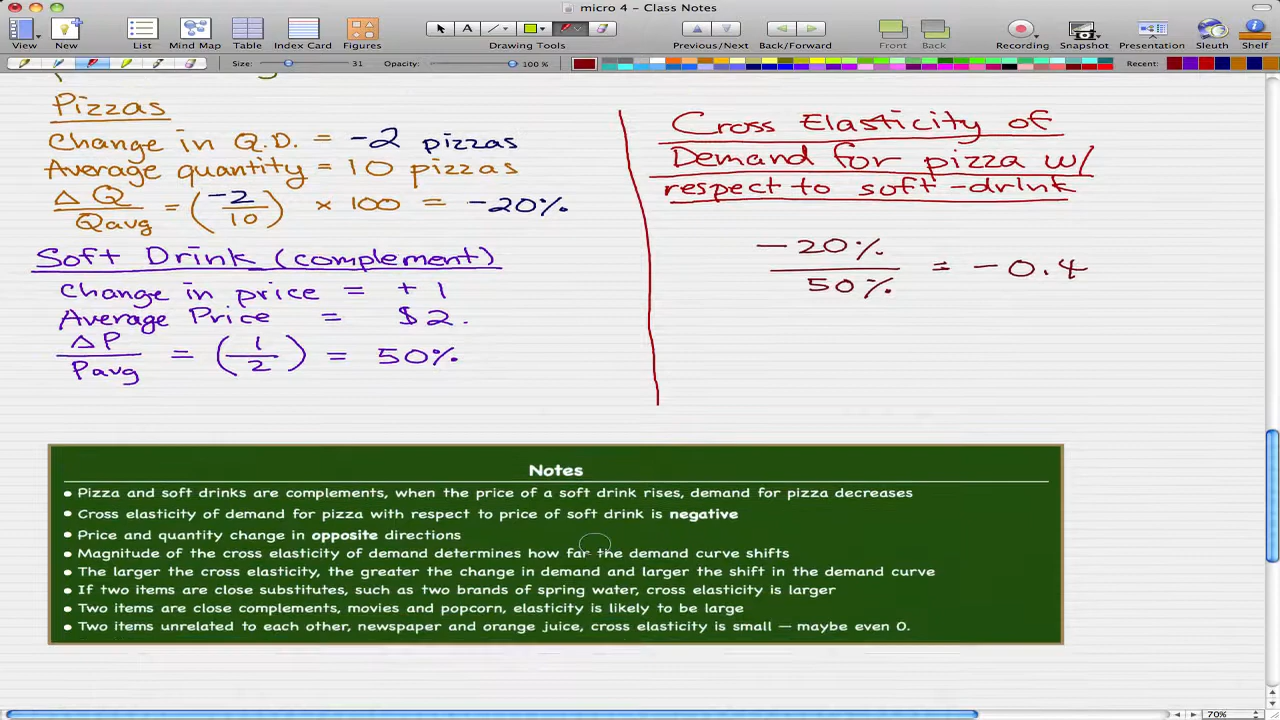 micro 4 - Class Notes
View New List Mind Map Table Index Card Figures Drawing Tools Previous/Next Back/Forward Front Back Recording Snapshot Presentation Sleuth Shelf
Size: 31 Opacity: 100 % Recent:
Pizzas
Change in Q.D. = -2 pizzas
Average quantity = 10 pizzas
ΔQ
Qavg
= (-2/10) × 100 = -20%
Soft Drink (complement)
Change in price = + 1
Average Price = $2.
ΔP
Pavg
= (1/2) = 50%
Cross Elasticity of
Demand for pizza w/
respect to soft-drink
-20%
50%
= -0.4
Notes
• Pizza and soft drinks are complements, when the price of a soft drink rises, demand for pizza decreases
• Cross elasticity of demand for pizza with respect to price of soft drink is negative
• Price and quantity change in opposite directions
• Magnitude of the cross elasticity of demand determines how far the demand curve shifts
• The larger the cross elasticity, the greater the change in demand and larger the shift in the demand curve
• If two items are close substitutes, such as two brands of spring water, cross elasticity is larger
• Two items are close complements, movies and popcorn, elasticity is likely to be large
• Two items unrelated to each other, newspaper and orange juice, cross elasticity is small — maybe even 0.
70%